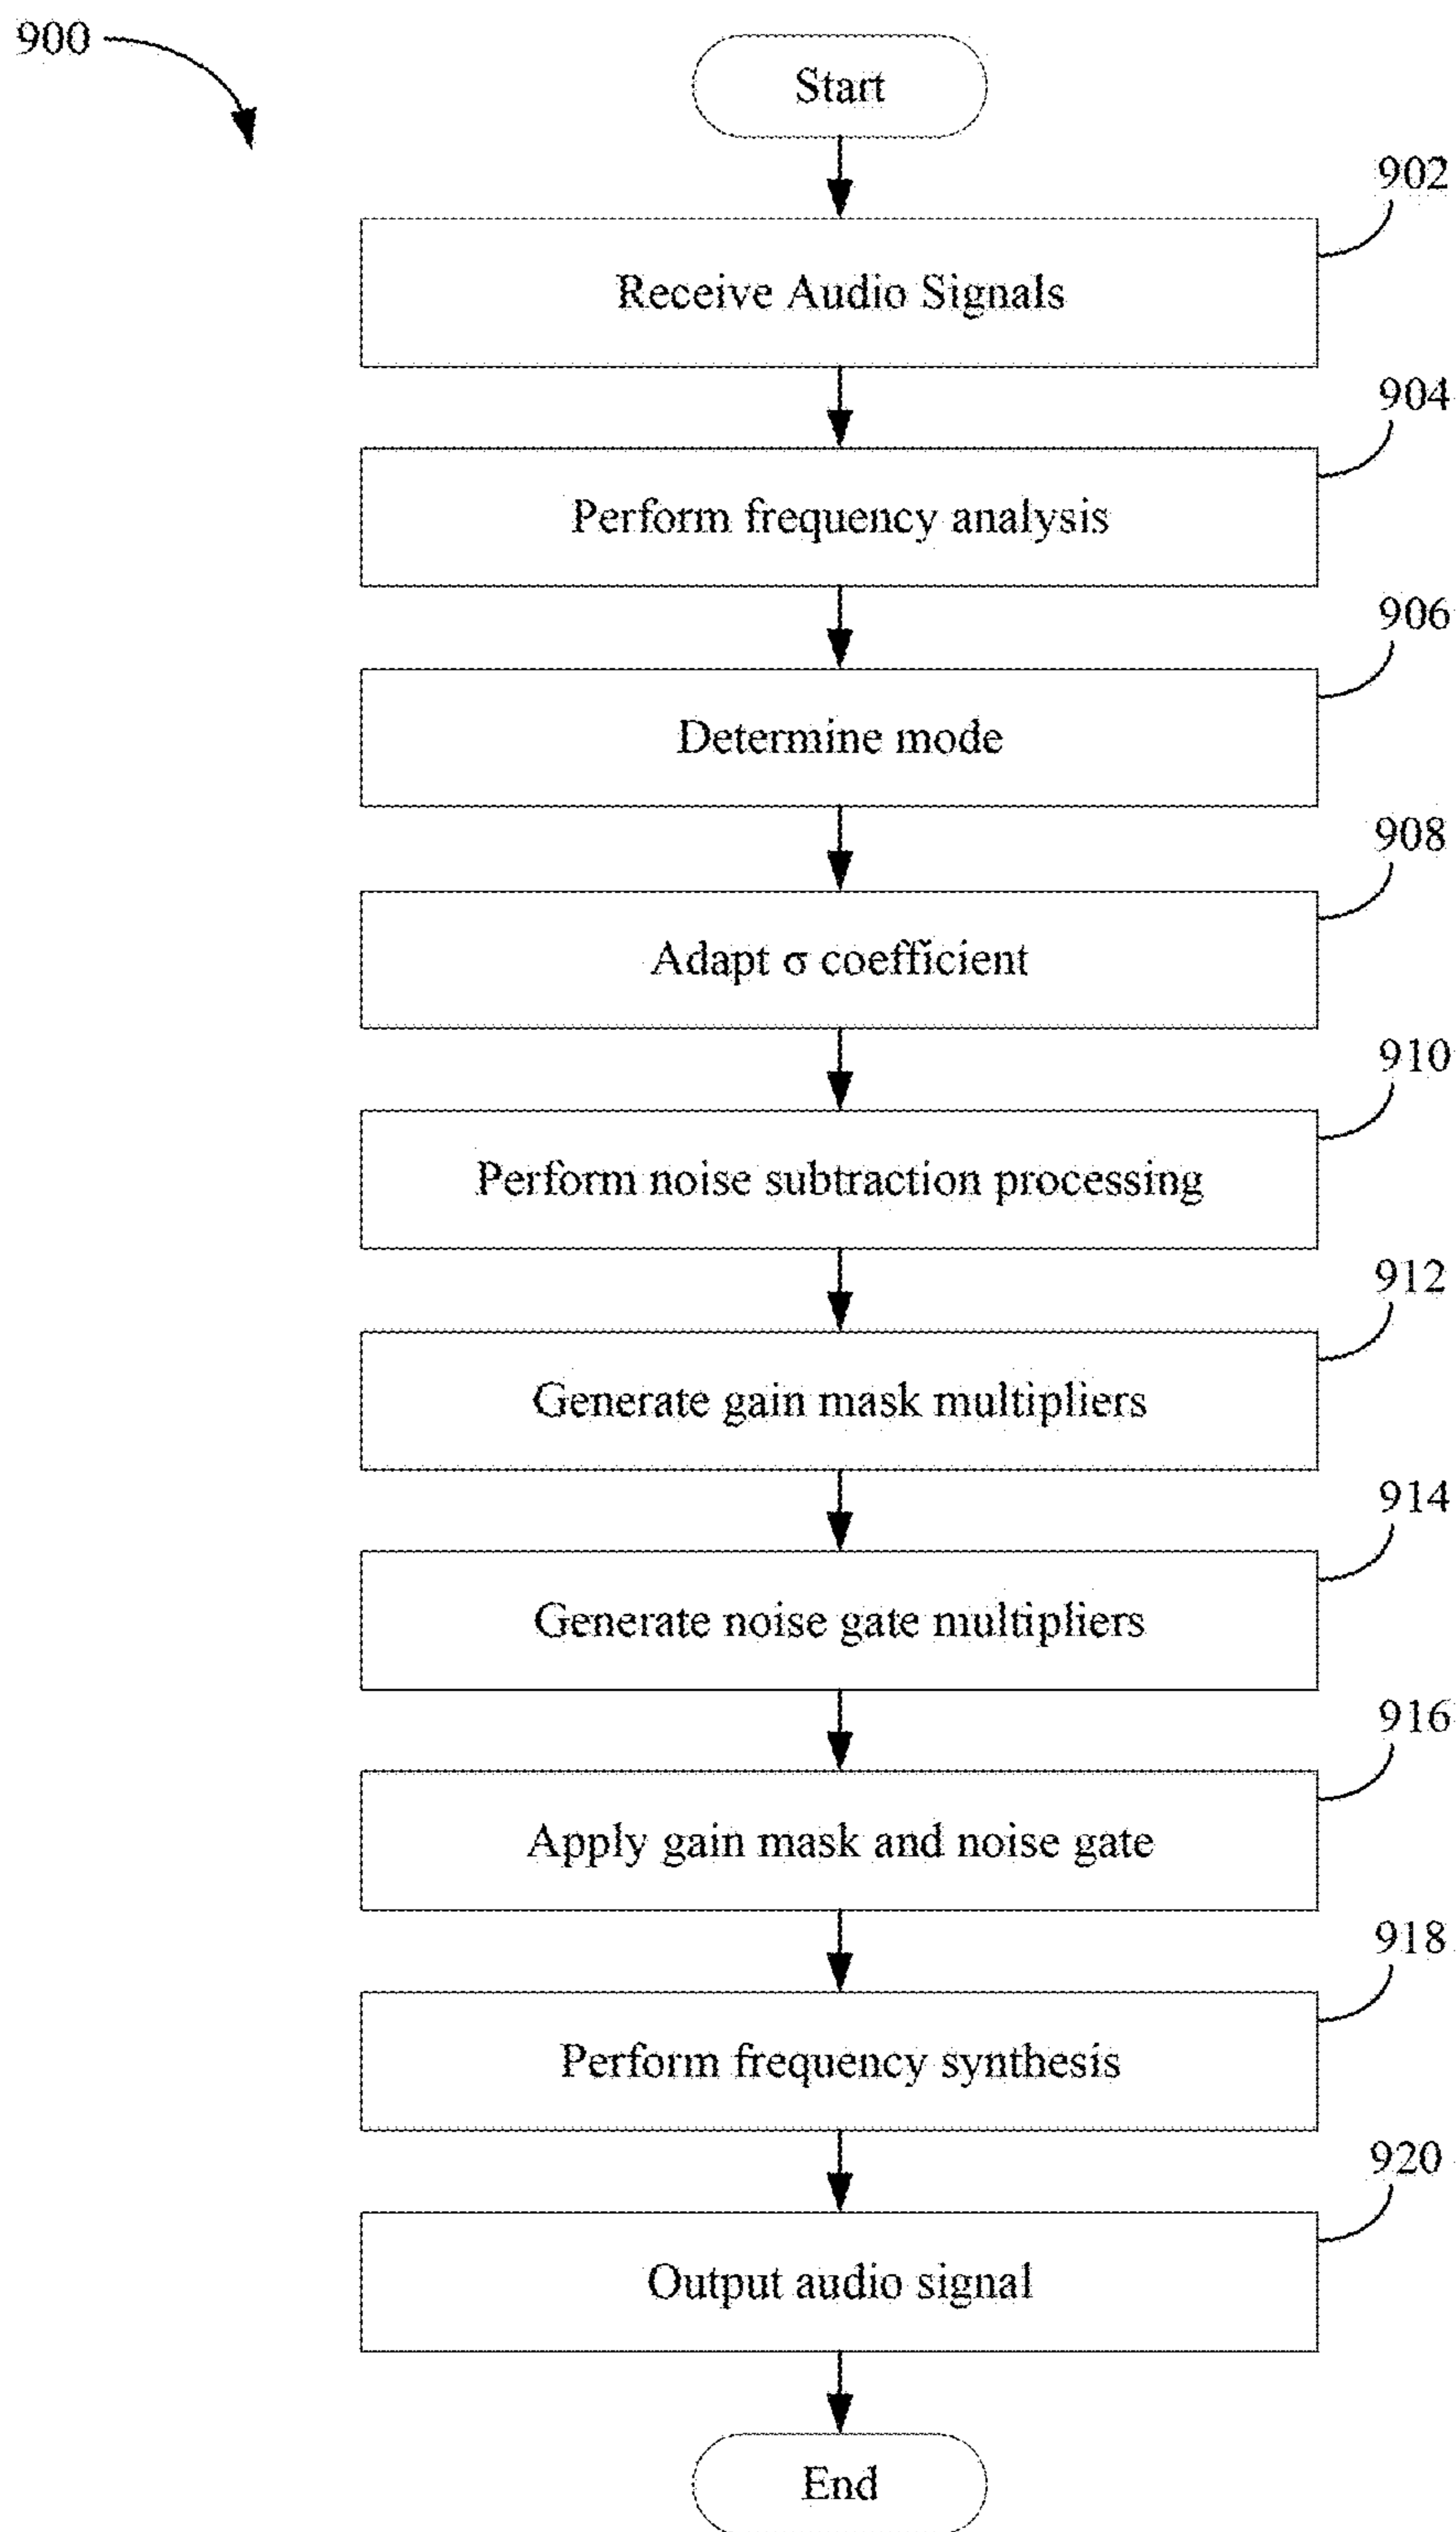 900
Start
902
Receive Audio Signals
904
Perform frequency analysis
906
Determine mode
908
Adapt σ coefficient
910
Perform noise subtraction processing
912
Generate gain mask multipliers
914
Generate noise gate multipliers
916
Apply gain mask and noise gate
918
Perform frequency synthesis
920
Output audio signal
End